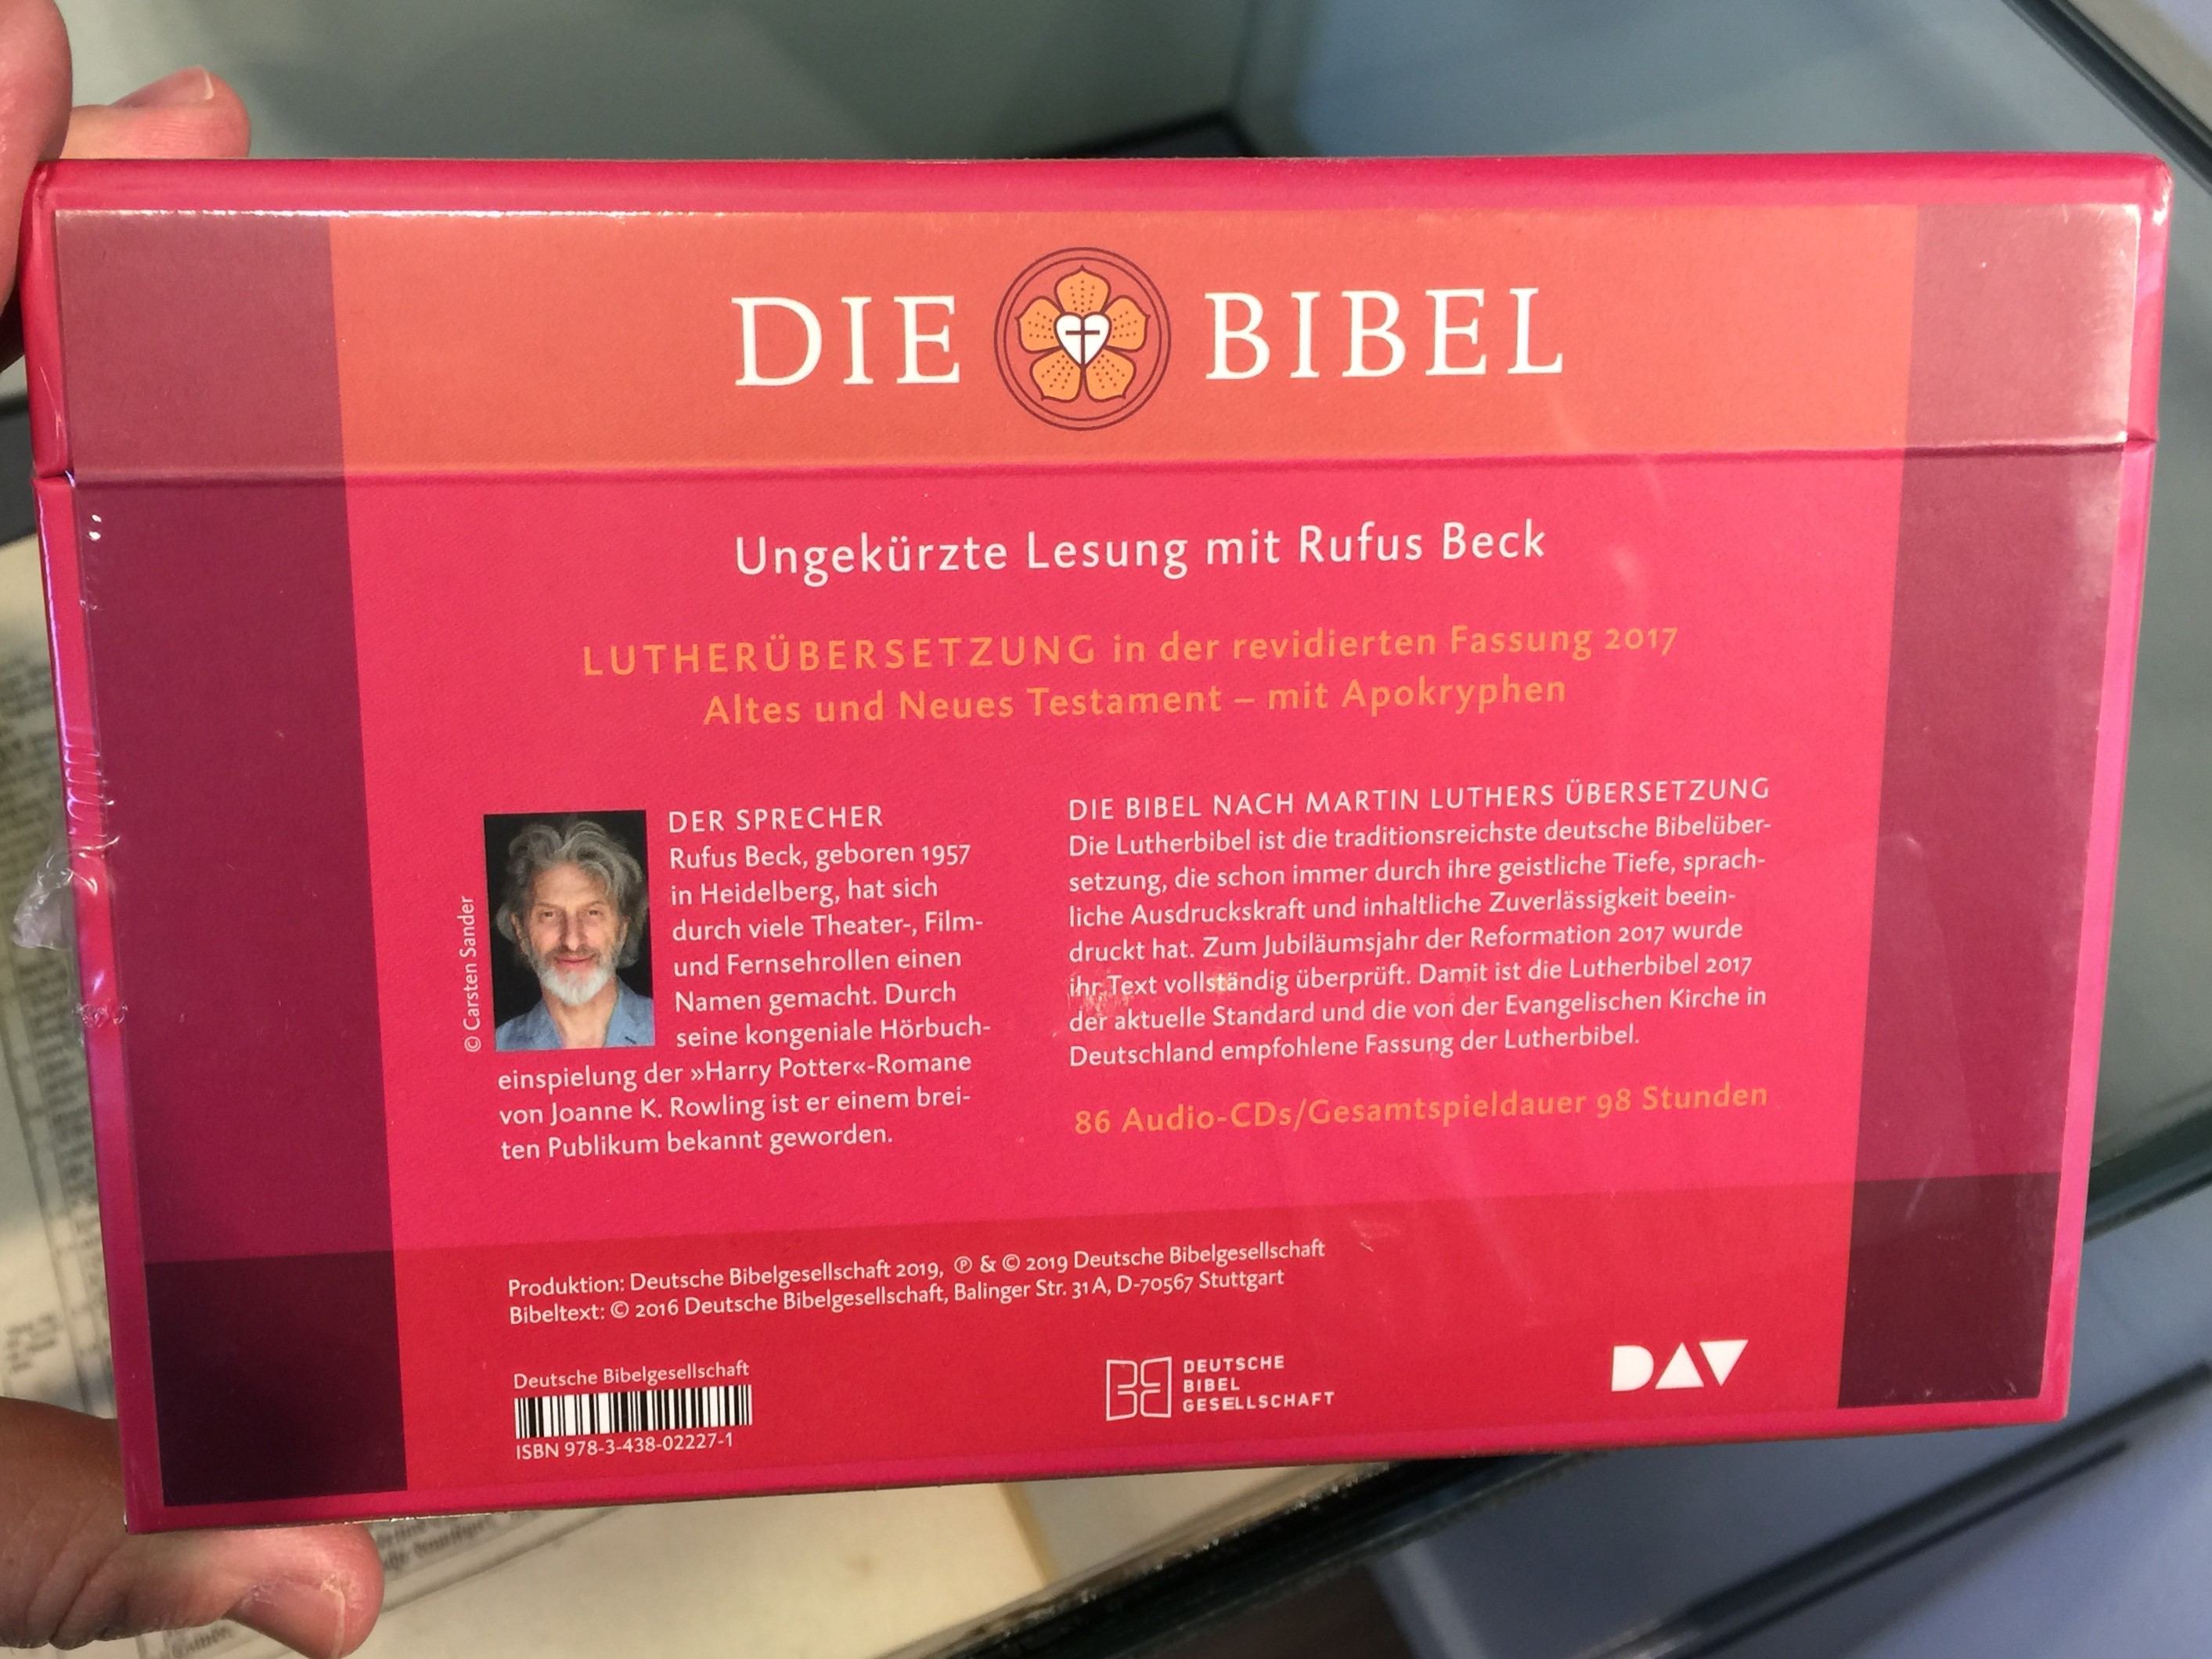 DIE BIBEL
Ungekürzte Lesung mit Rufus Beck
LUTHERÜBERSETZUNG in der revidierten Fassung 2017
Altes und Neues Testament – mit Apokryphen
© Carsten Sander
DER SPRECHER
Rufus Beck, geboren 1957
in Heidelberg, hat sich
durch viele Theater-, Film-
und Fernsehrollen einen
Namen gemacht. Durch
seine kongeniale Hörbuch-
einspielung der »Harry Potter«-Romane
von Joanne K. Rowling ist er einem brei-
ten Publikum bekannt geworden.
DIE BIBEL NACH MARTIN LUTHERS ÜBERSETZUNG
Die Lutherbibel ist die traditionsreichste deutsche Bibelüber-
setzung, die schon immer durch ihre geistliche Tiefe, sprach-
liche Ausdruckskraft und inhaltliche Zuverlässigkeit beein-
druckt hat. Zum Jubiläumsjahr der Reformation 2017 wurde
ihr Text vollständig überprüft. Damit ist die Lutherbibel 2017
der aktuelle Standard und die von der Evangelischen Kirche in
Deutschland empfohlene Fassung der Lutherbibel.
86 Audio-CDs/Gesamtspieldauer 98 Stunden
Produktion: Deutsche Bibelgesellschaft 2019, ℗ & © 2019 Deutsche Bibelgesellschaft
Bibeltext: © 2016 Deutsche Bibelgesellschaft, Balinger Str. 31 A, D-70567 Stuttgart
Deutsche Bibelgesellschaft
ISBN 978-3-438-02227-1
DEUTSCHE
BIBEL
GESELLSCHAFT
DAV